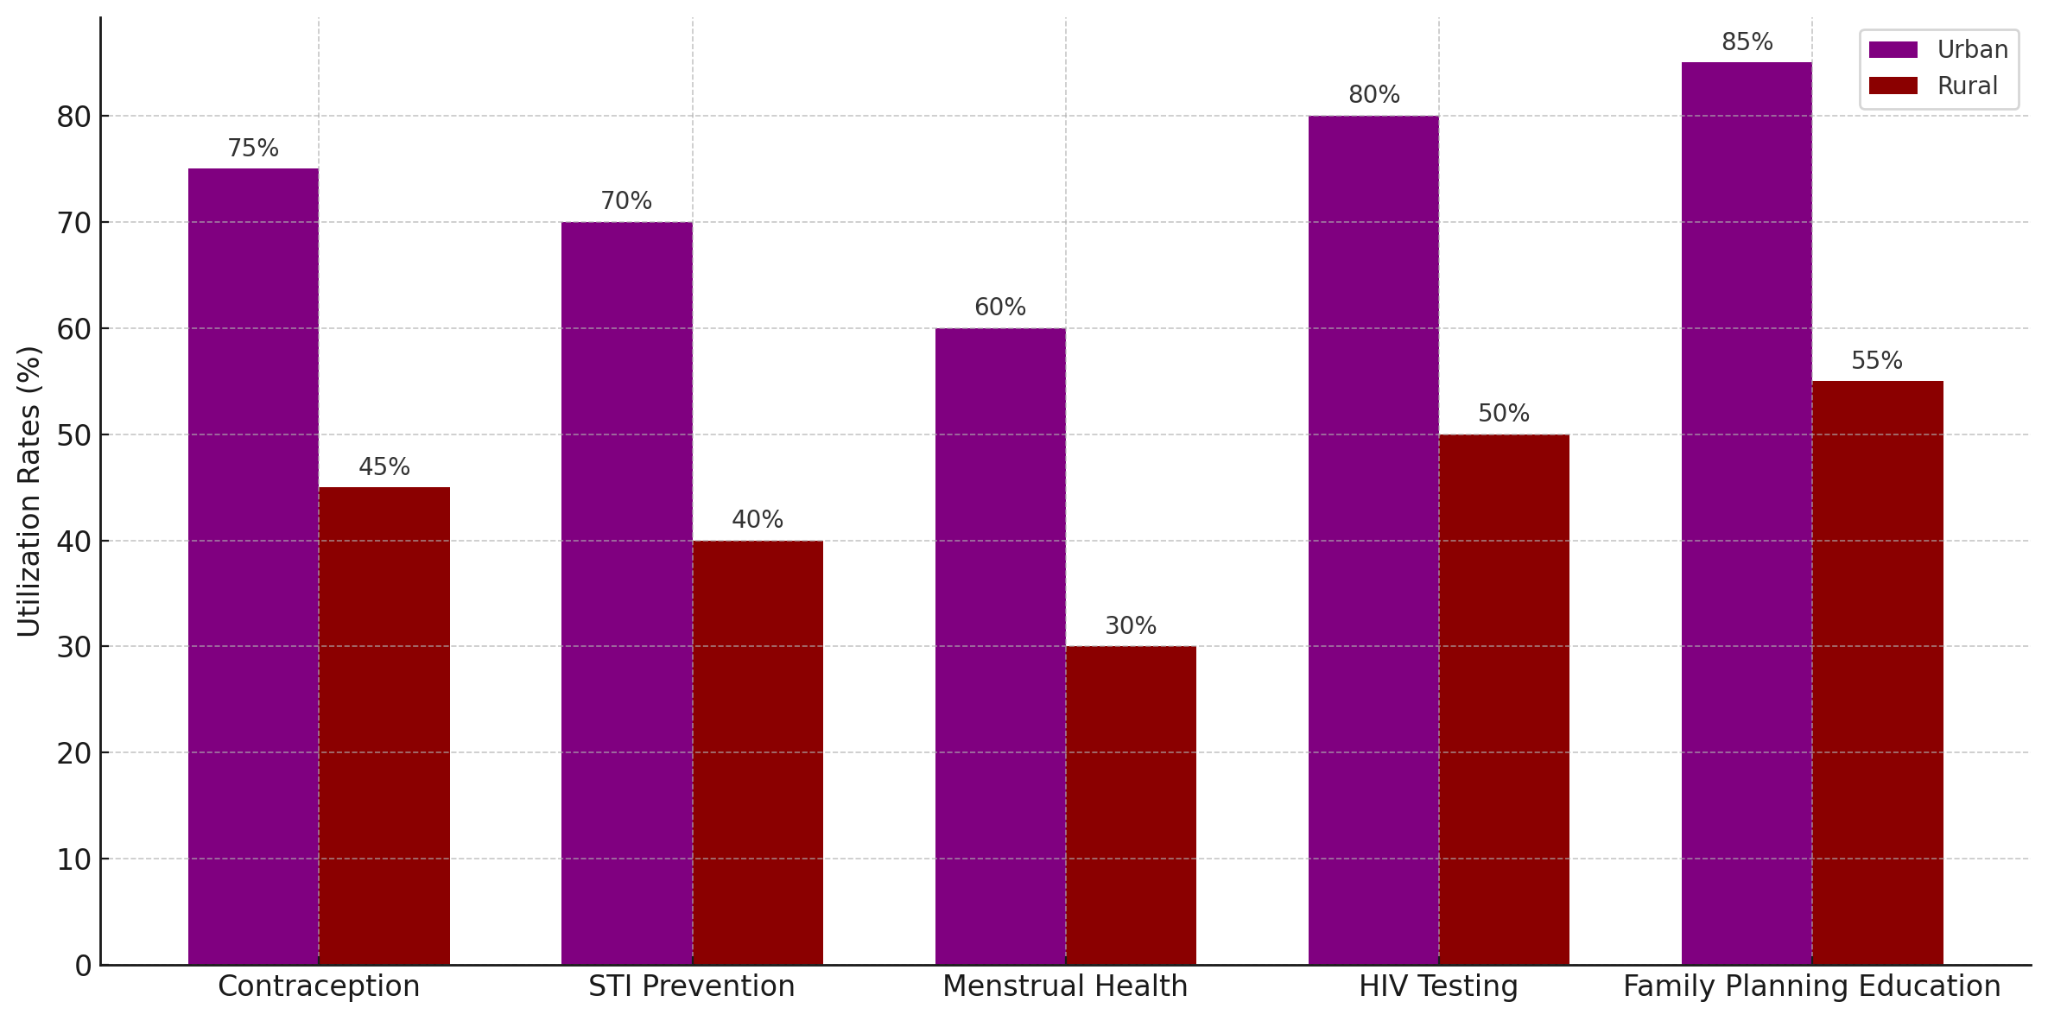 85%
Urban
Rural
80%
75%
70%
60%
55%
50%
45%
40%
30%
80
70
60
50
40
30
20
10
0
Utilization Rates (%)
Contraception
STI Prevention
Menstrual Health
HIV Testing
Family Planning Education